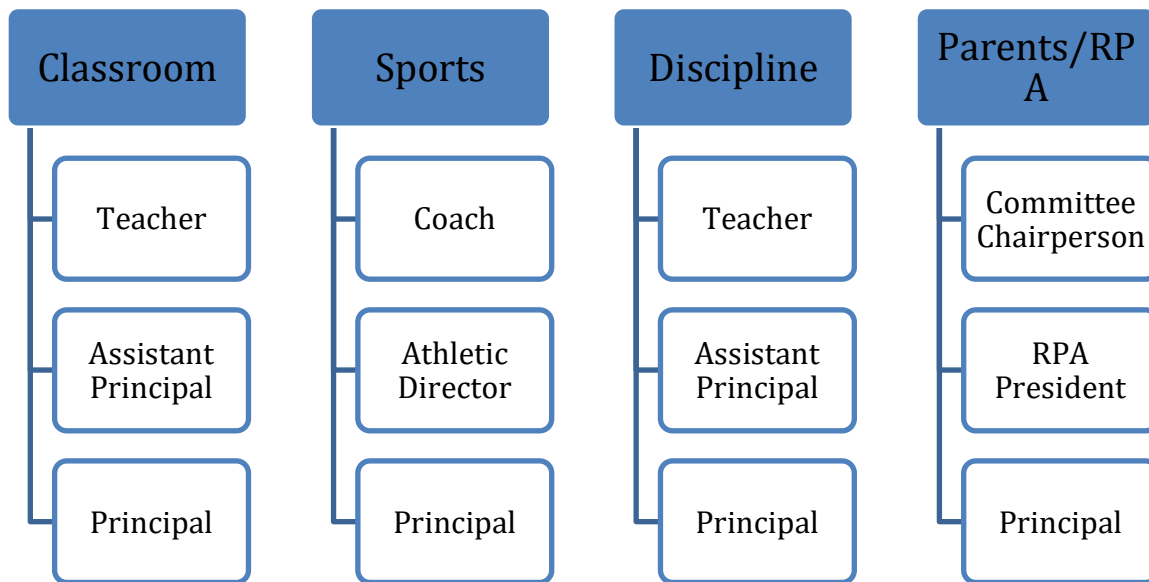 Classroom
Teacher
Assistant
Principal
Principal
Sports
Coach
Athletic
Director
Principal
Discipline
Teacher
Assistant
Principal
Principal
Parents/RP
A
Committee
Chairperson
RPA
President
Principal